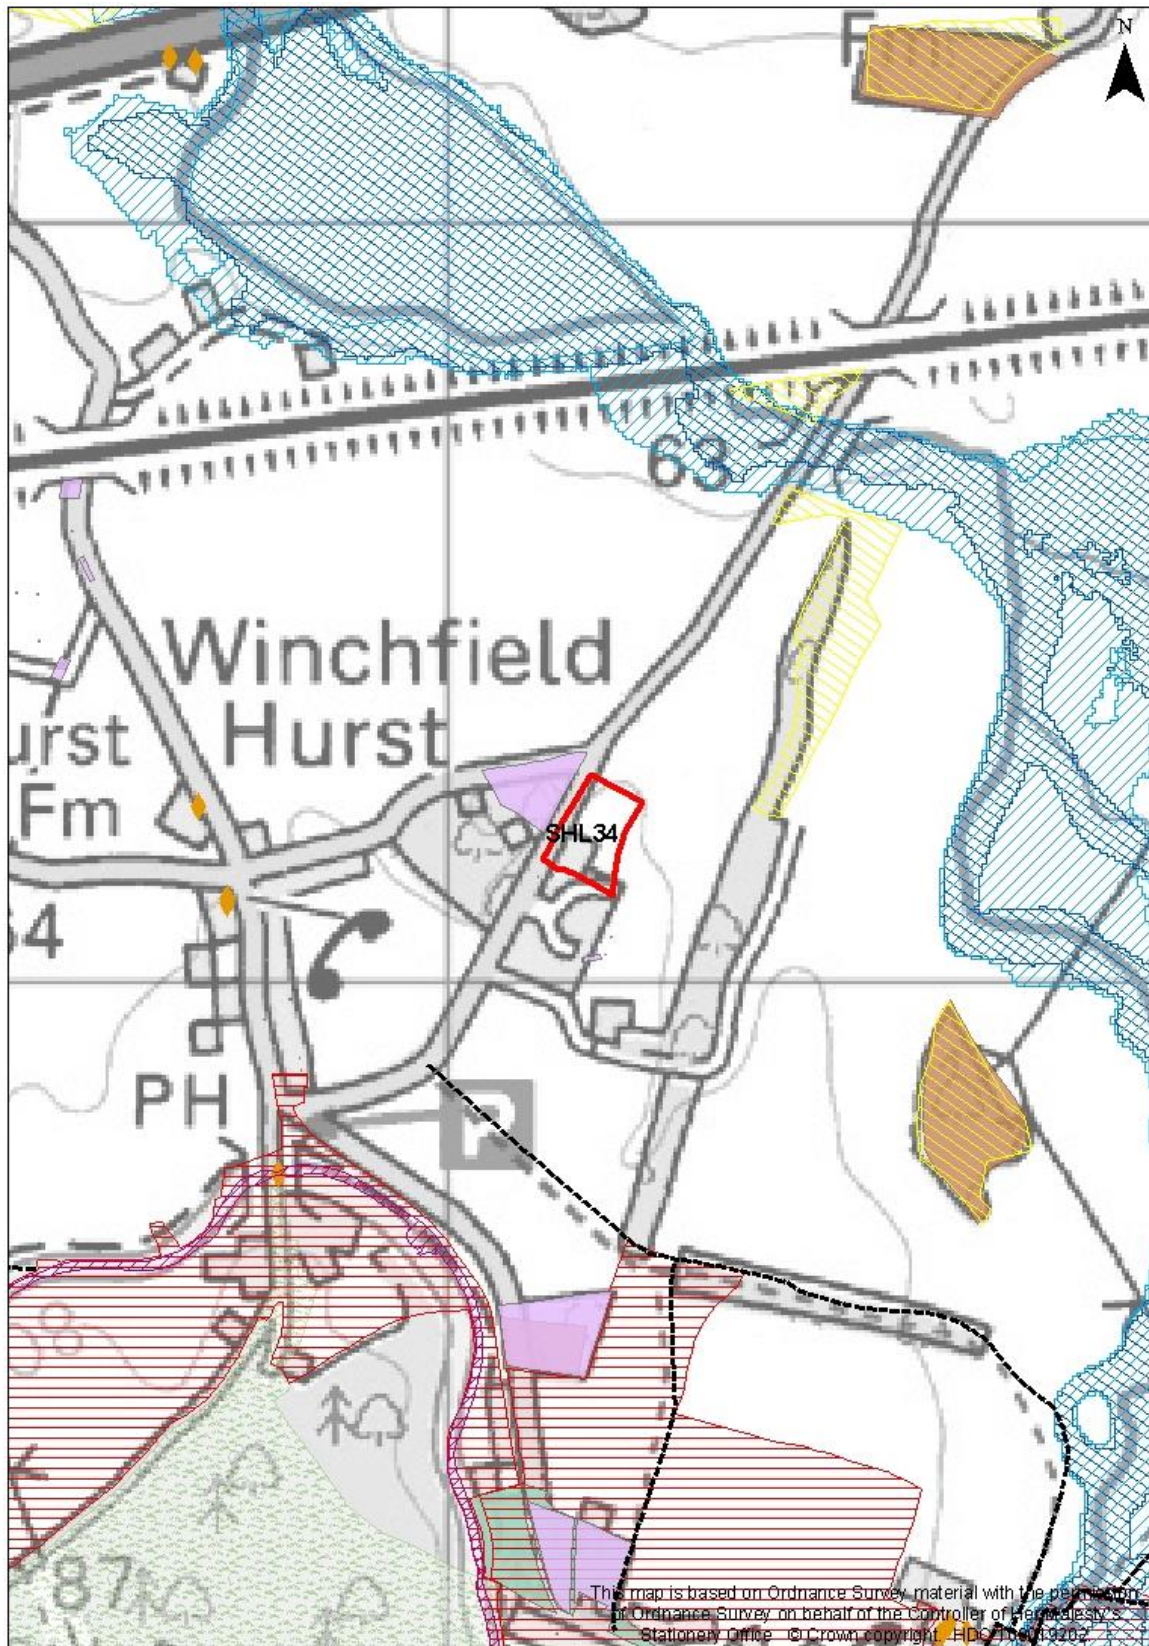 N
F
63
Winchfield
Hurst
urst
Fm
SHL34
PH
P
87
This map is based on Ordnance Survey material with the permission
of Ordnance Survey on behalf of the Controller of Her Majesty's
Stationery Office © Crown copyright. HDC